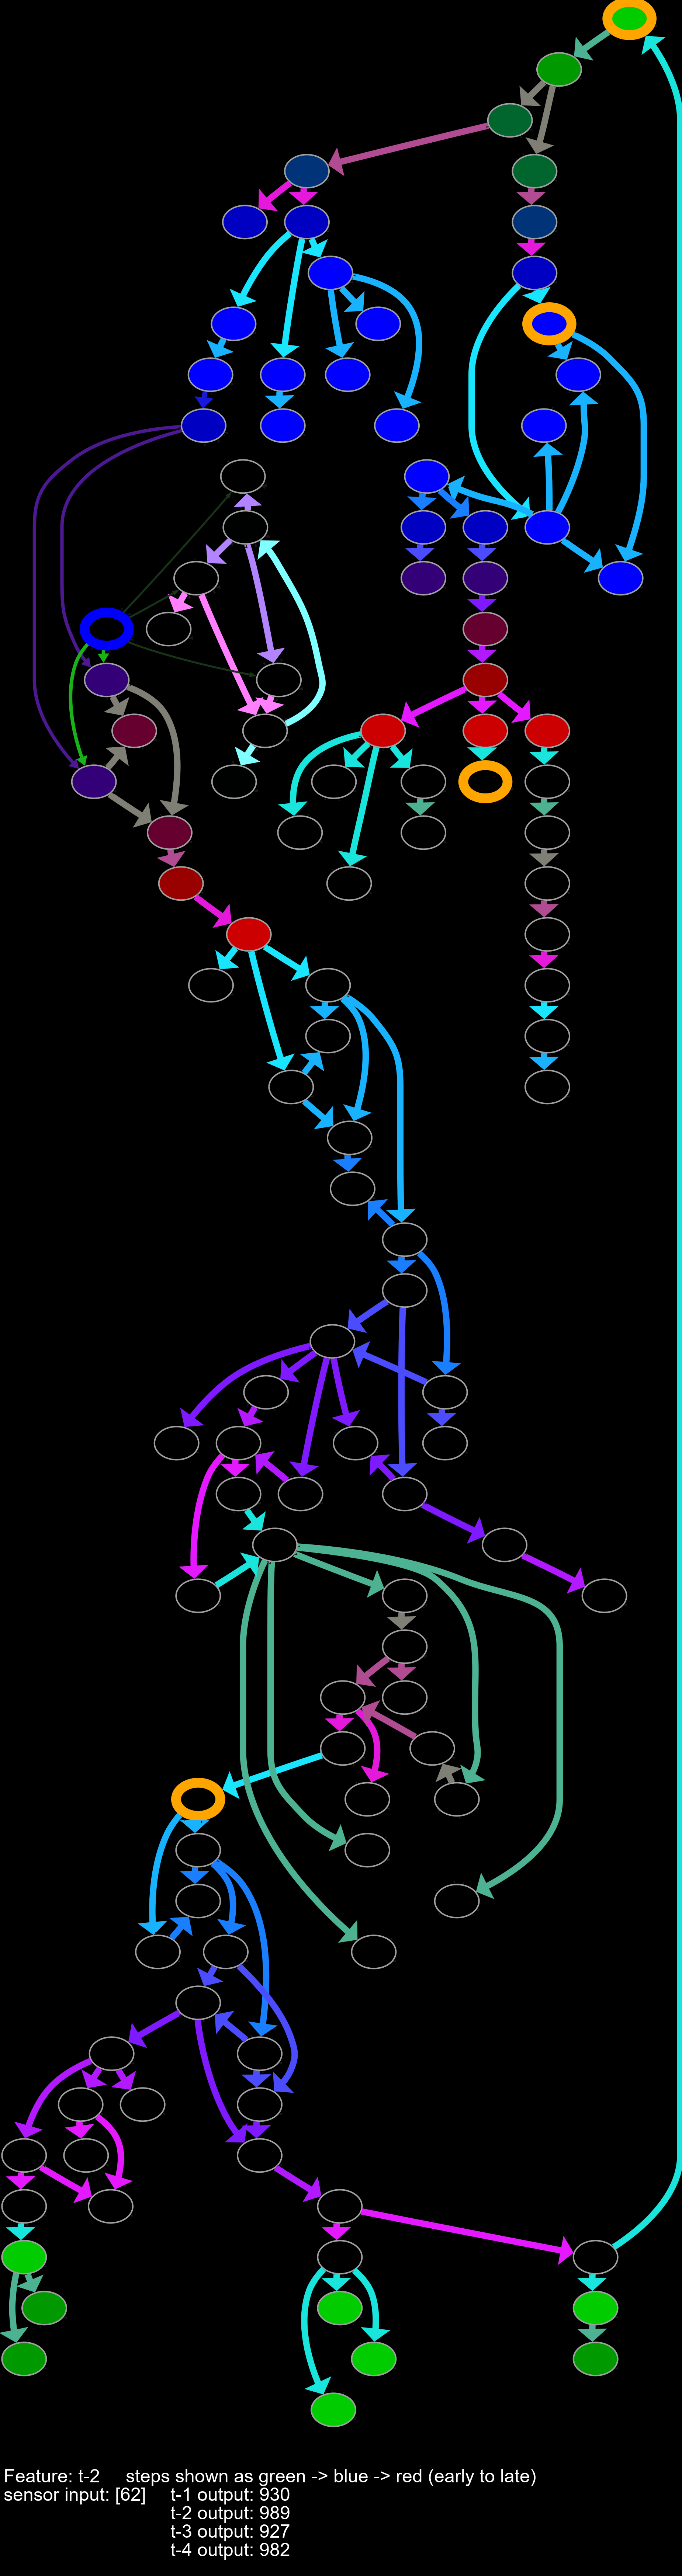 Feature: t-2 steps shown as green -> blue -> red (early to late)
sensor input: [62] t-1 output: 930
t-2 output: 989
t-3 output: 927
t-4 output: 982